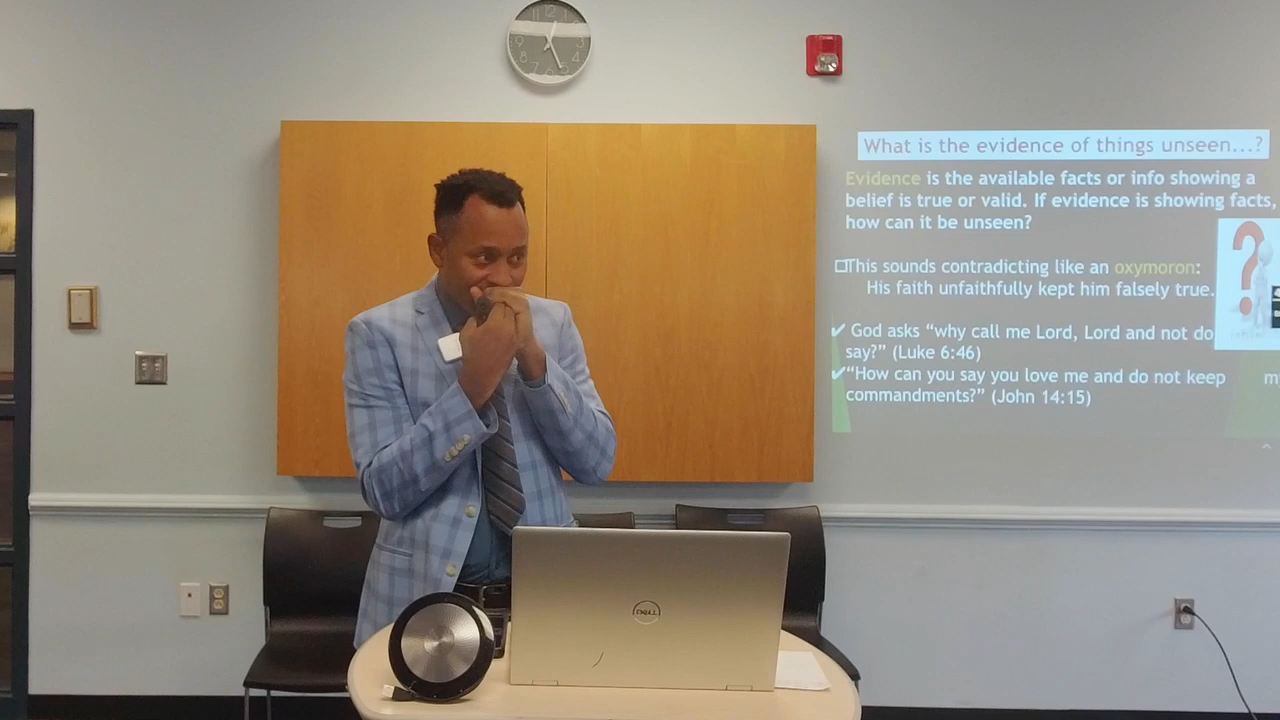 What is the evidence of things unseen...?
Evidence is the available facts or info showing a
belief is true or valid. If evidence is showing facts,
how can it be unseen?
This sounds contradicting like an oxymoron:
His faith unfaithfully kept him falsely true.
✔ God asks “why call me Lord, Lord and not do
say?” (Luke 6:46)
✔“How can you say you love me and do not keep m
commandments?” (John 14:15)
DELL